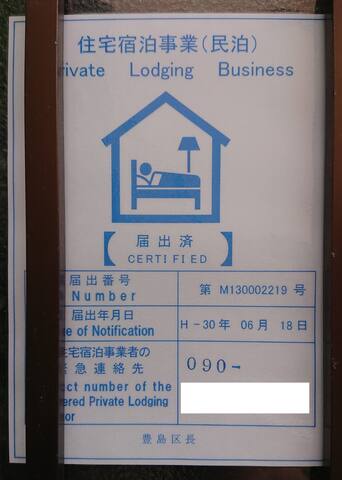 住宅宿泊事業(民泊)
rivate Lodging Business
届出済
CERTIFIED
届出番号
Number
第 M130002219 号
届出年月日
e of Notification
H-30年 06月 18日
宅宿泊事業者の
急連絡先
ct number of the
ered Private Lodging
or
090-
豊島区長